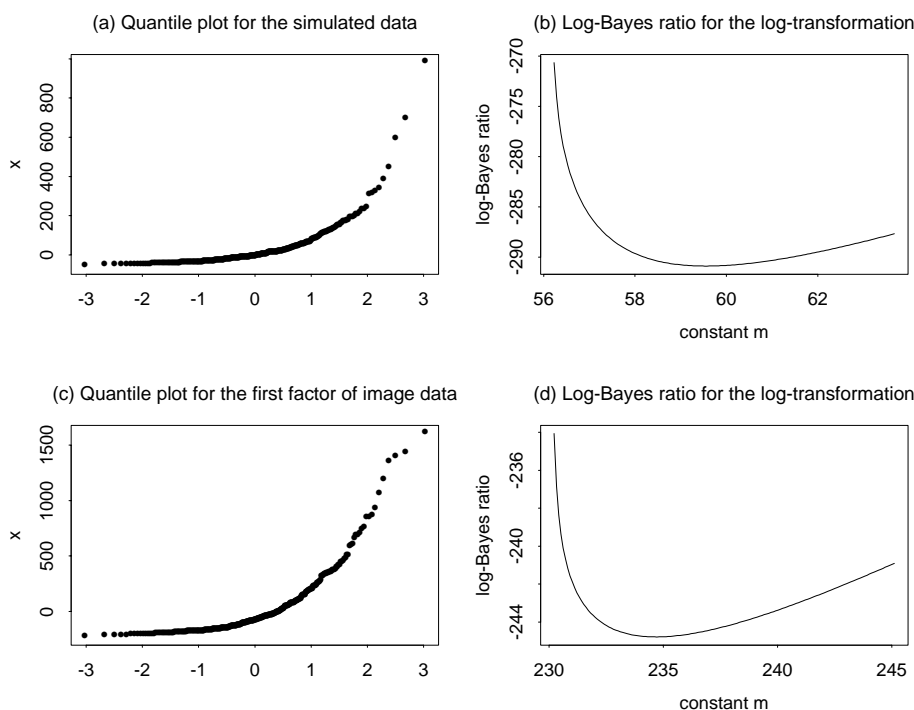 (a) Quantile plot for the simulated data
x
800
600
400
200
0
-3 -2 -1 0 1 2 3
(b) Log-Bayes ratio for the log-transformation
log-Bayes ratio
-270
-275
-280
-285
-290
56 58 60 62
constant m
(c) Quantile plot for the first factor of image data
x
1500
1000
500
0
-3 -2 -1 0 1 2 3
(d) Log-Bayes ratio for the log-transformation
log-Bayes ratio
-236
-240
-244
230 235 240 245
constant m